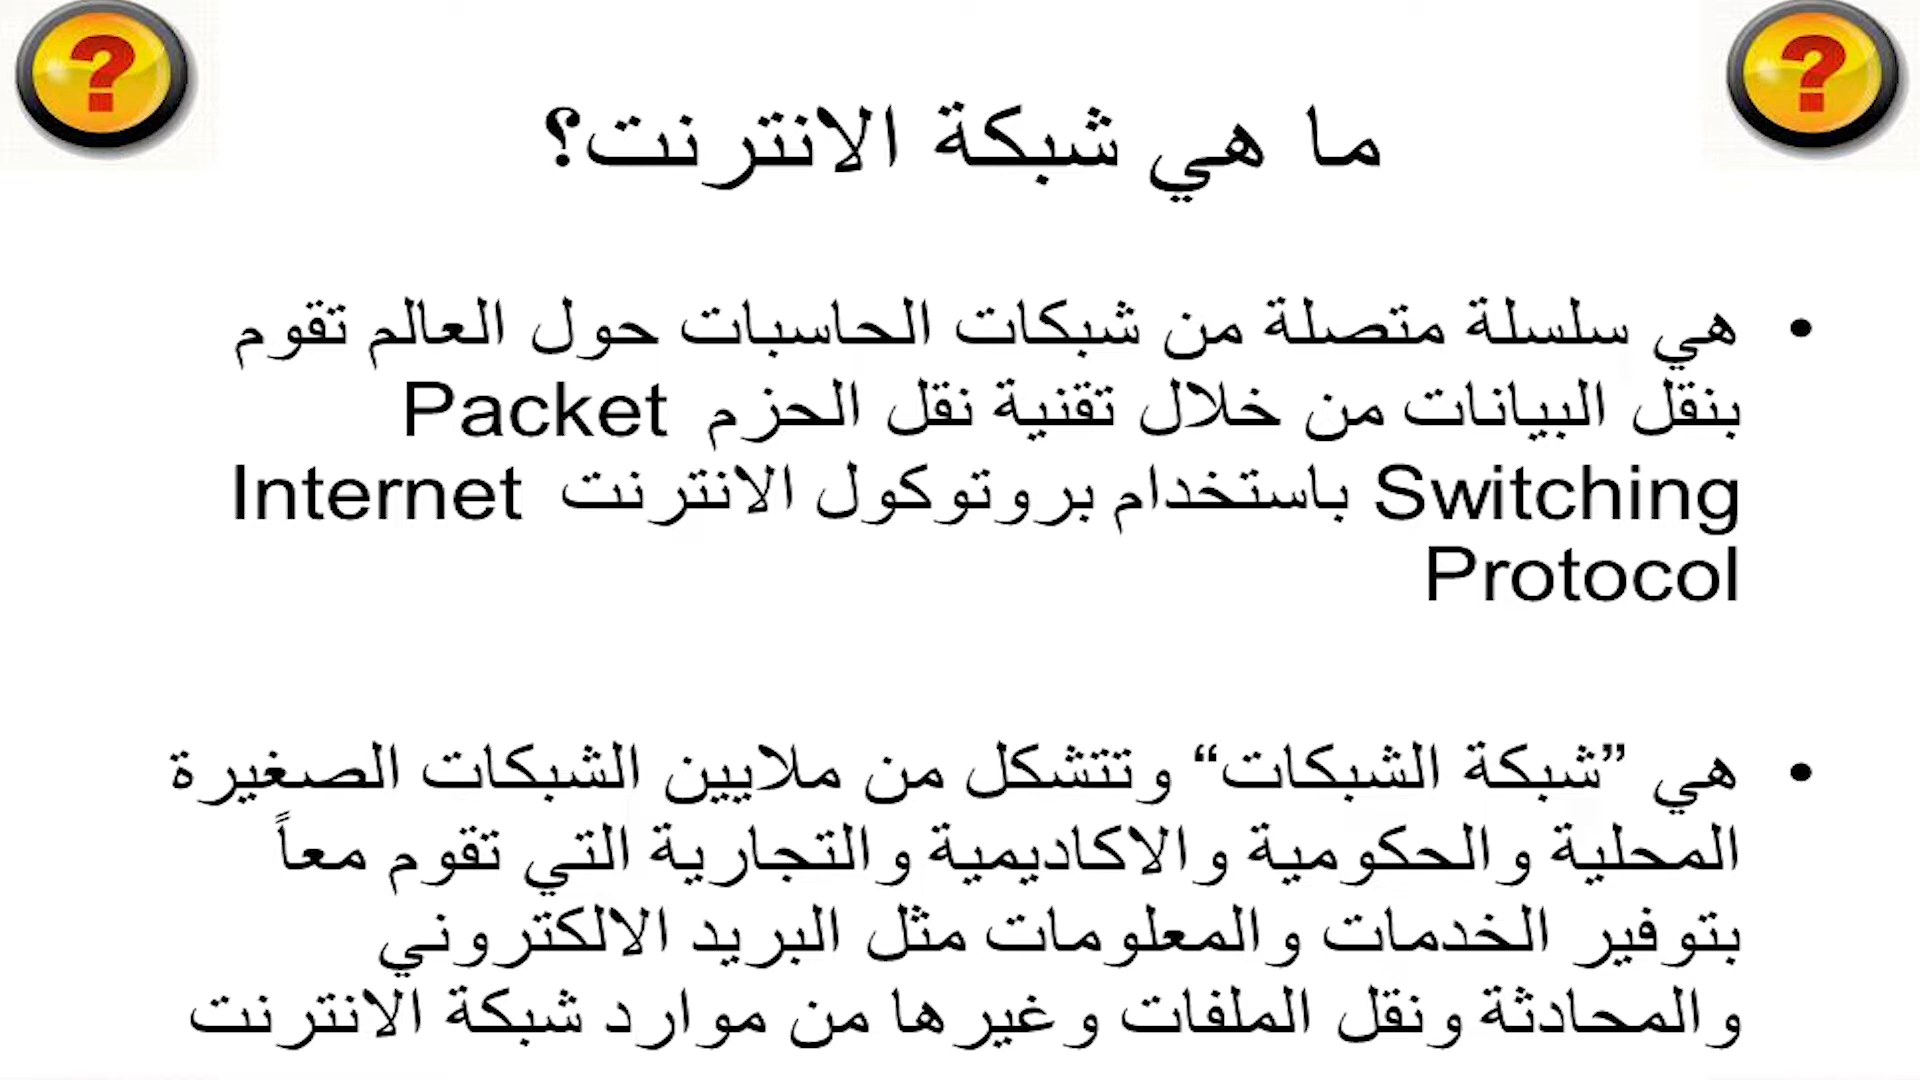 ما هي شبكة الانترنت؟
• هي سلسلة متصلة من شبكات الحاسبات حول العالم تقوم
بنقل البيانات من خلال تقنية نقل الحزم Packet
Switching باستخدام بروتوكول الانترنت Internet
Protocol
• هي ”شبكة الشبكات“ وتتشكل من ملايين الشبكات الصغيرة
المحلية والحكومية والاكاديمية والتجارية التي تقوم معاً
بتوفير الخدمات والمعلومات مثل البريد الالكتروني
والمحادثة ونقل الملفات وغيرها من موارد شبكة الانترنت